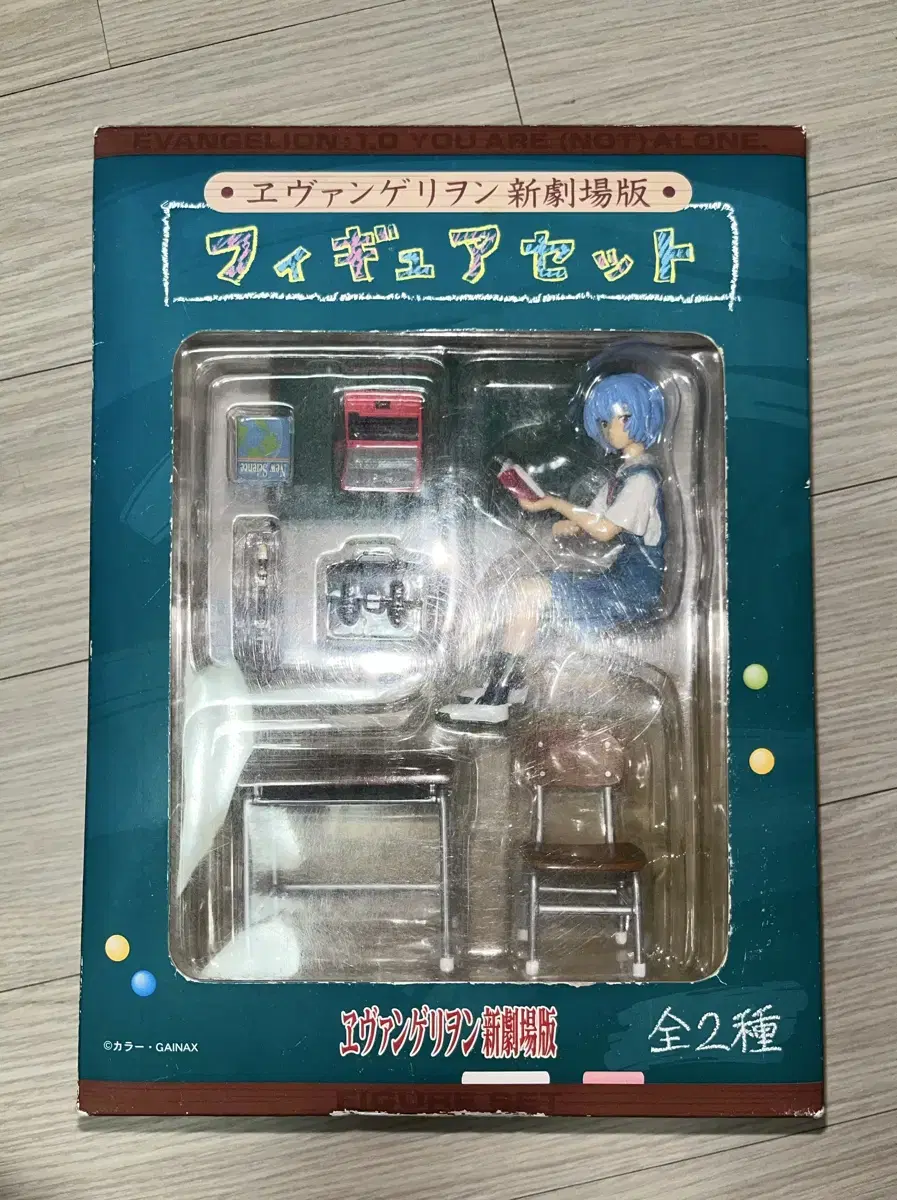 EVANGELION:1.0 YOU ARE (NOT) ALONE.
・ヱヴァンゲリヲン 新劇場版・
フィギュアセット
New Science
ヱヴァンゲリヲン新劇場版
全2種
©カラー・GAINAX
FIGURE SET